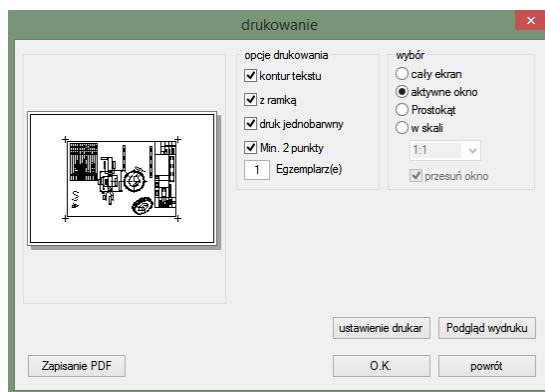 drukowanie
opcje drukowania
kontur tekstu
z ramką
druk jednobarwny
Min. 2 punkty
1 Egzemplarz(e)
wybór
cały ekran
aktywne okno
Prostokąt
w skali
1:1
przesuń okno
ustawienie drukar
Podgląd wydruku
Zapisanie PDF
O.K.
powrót